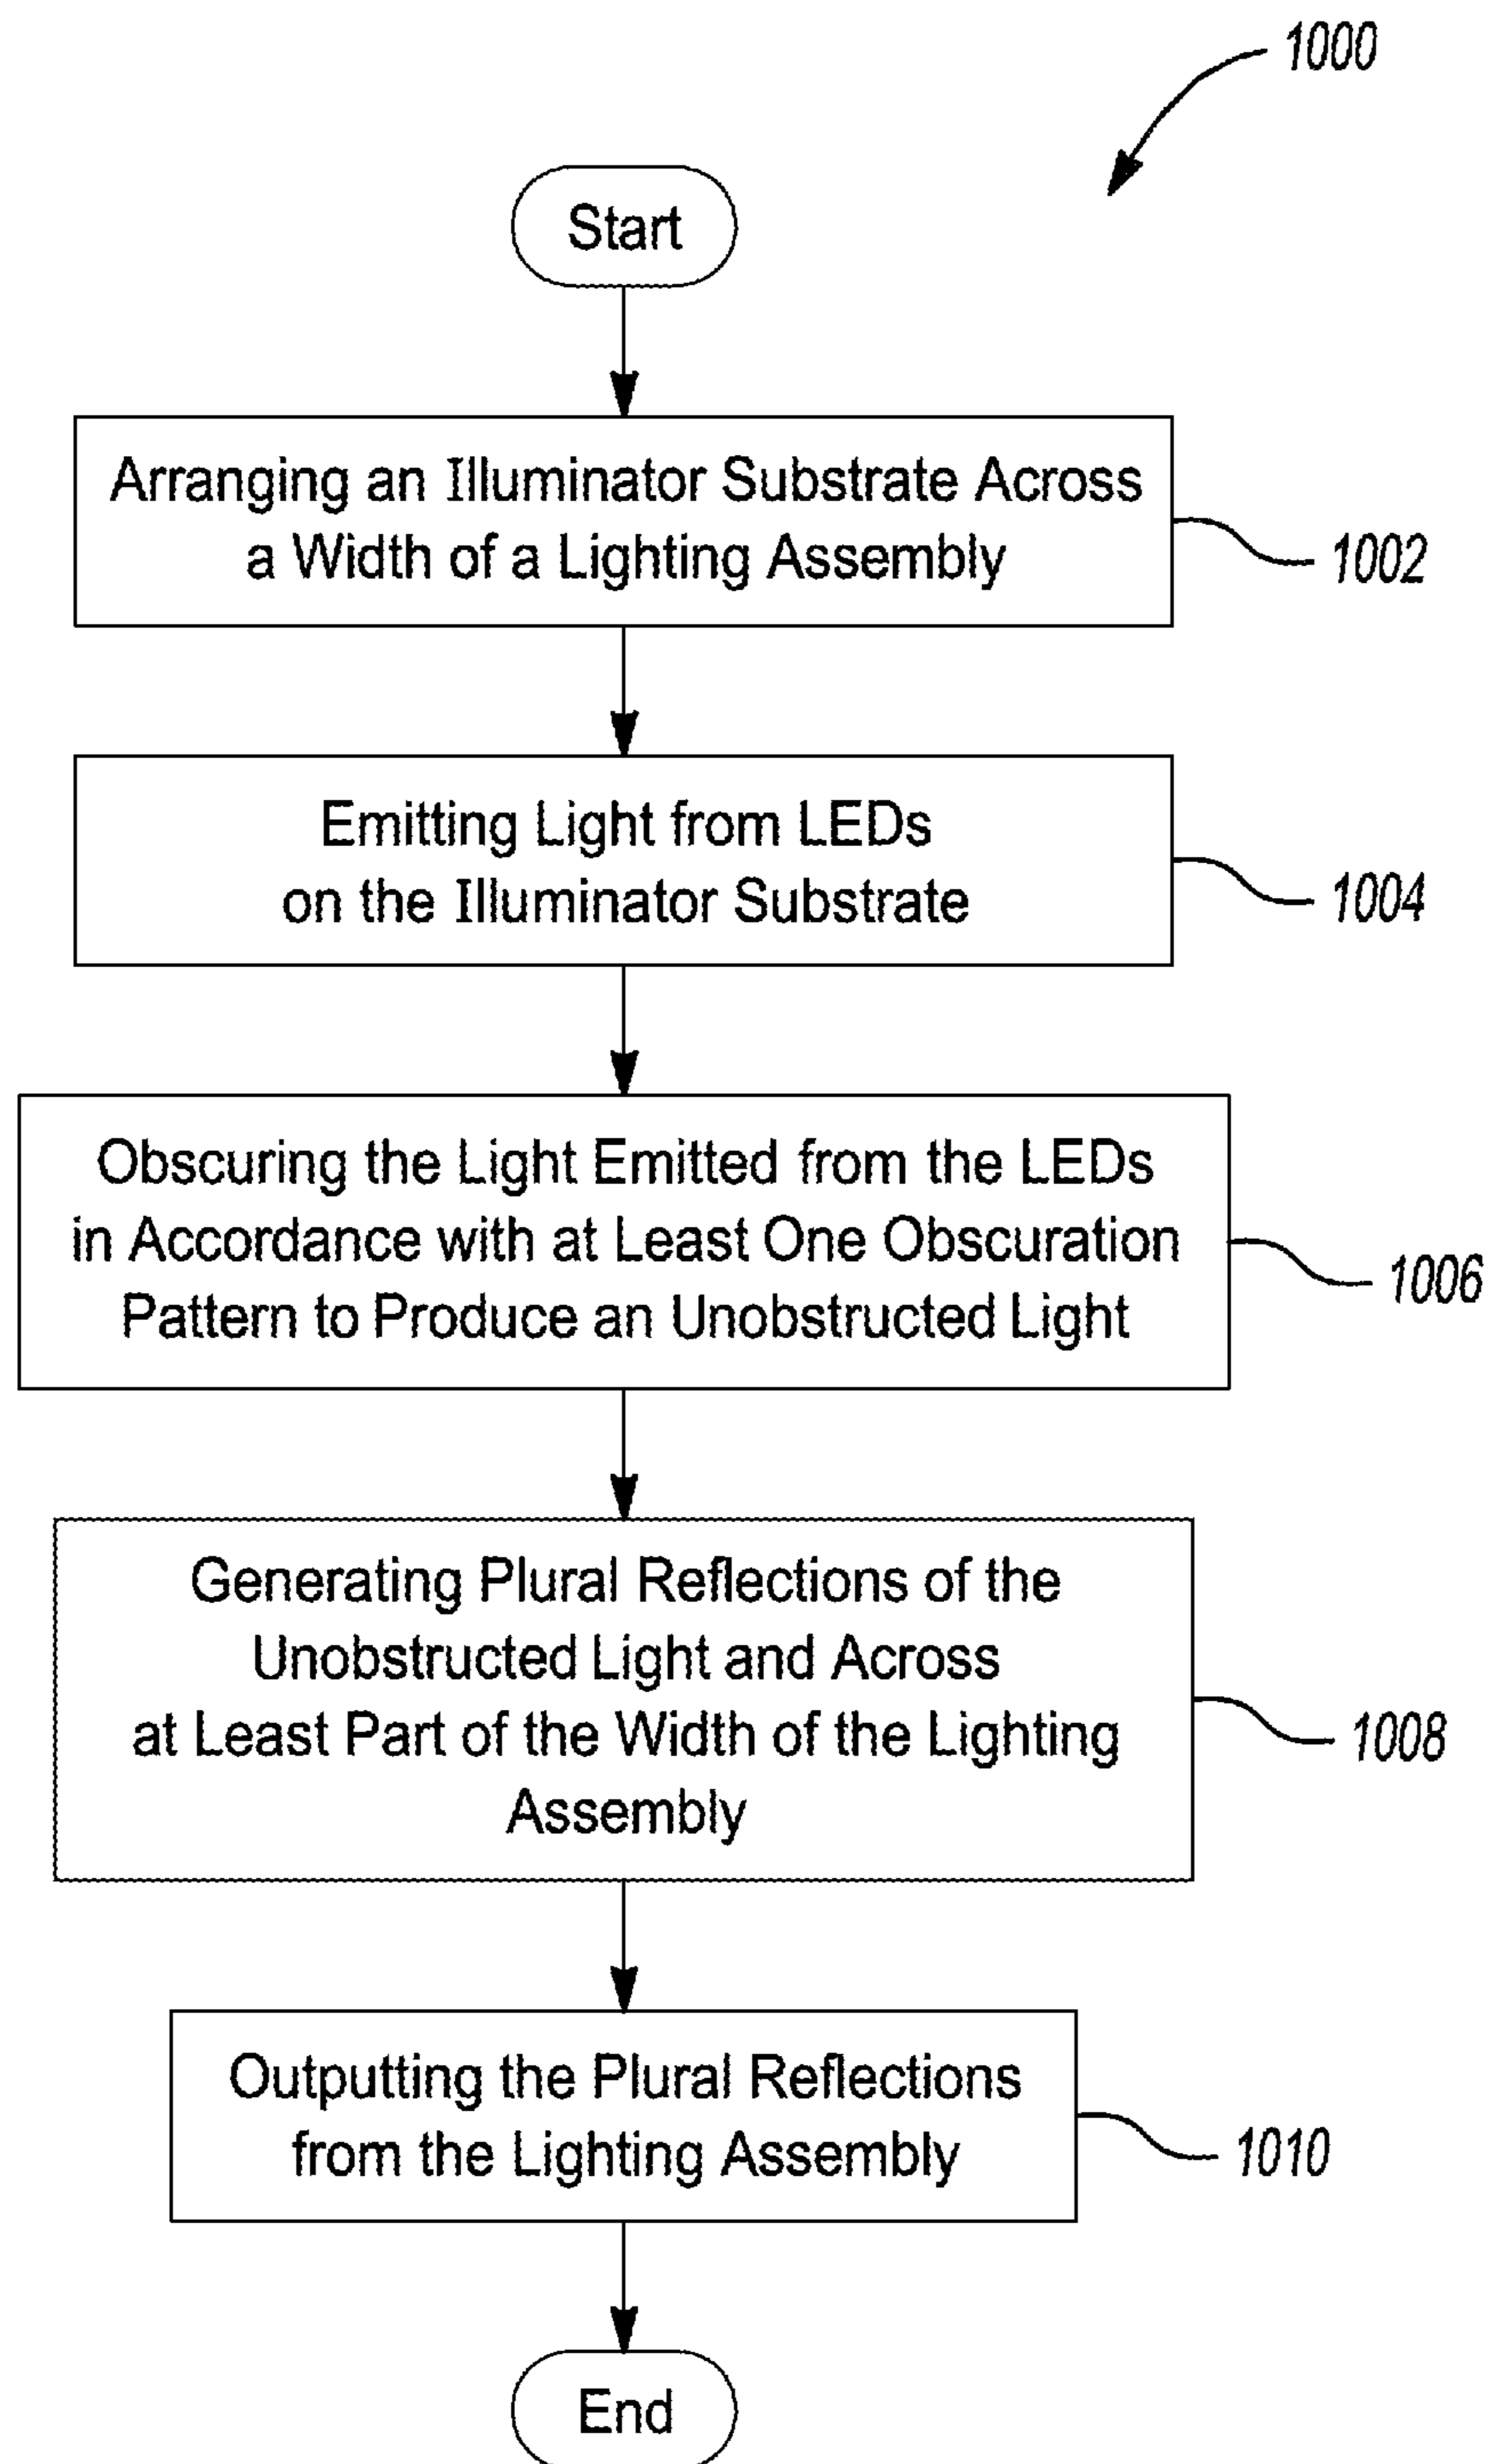 1000
Start
Arranging an Illuminator Substrate Across
a Width of a Lighting Assembly
1002
Emitting Light from LEDs
on the Illuminator Substrate
1004
Obscuring the Light Emitted from the LEDs
in Accordance with at Least One Obscuration
Pattern to Produce an Unobstructed Light
1006
Generating Plural Reflections of the
Unobstructed Light and Across
at Least Part of the Width of the Lighting
Assembly
1008
Outputting the Plural Reflections
from the Lighting Assembly
1010
End